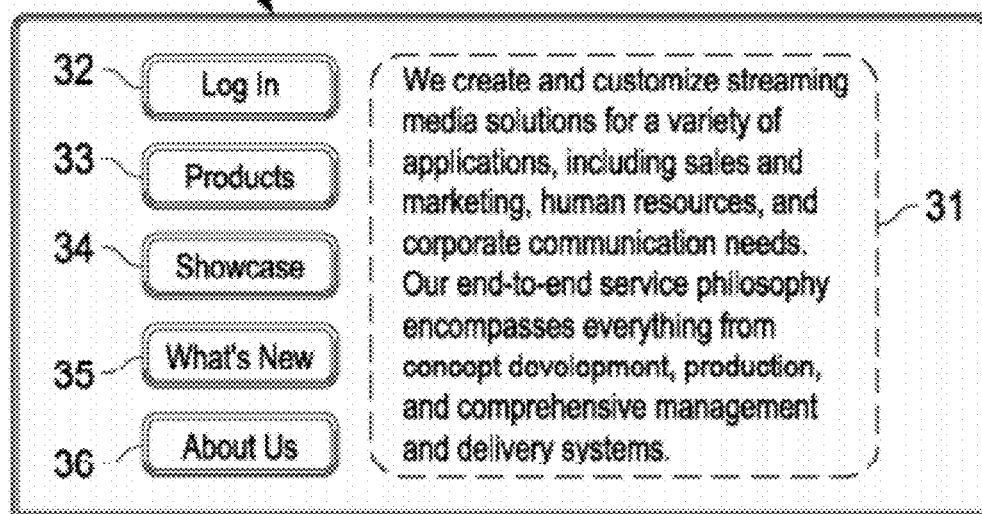 32 Log In
33 Products
34 Showcase
35 What's New
36 About Us
We create and customize streaming
media solutions for a variety of
applications, including sales and
marketing, human resources, and
corporate communication needs.
Our end-to-end service philosophy
encompasses everything from
concept development, production,
and comprehensive management
and delivery systems.
31